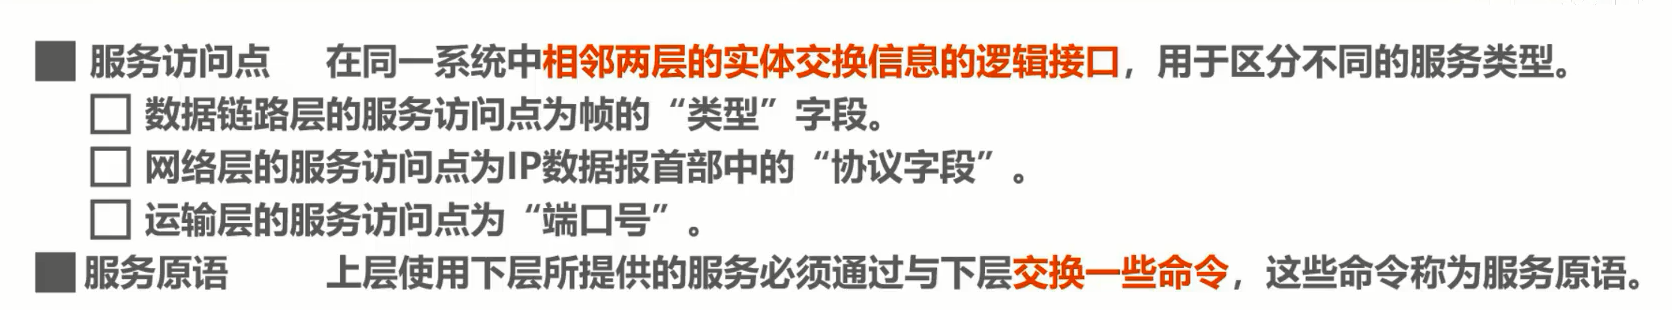 服务访问点 在同一系统中相邻两层的实体交换信息的逻辑接口，用于区分不同的服务类型。
数据链路层的服务访问点为帧的“类型”字段。
网络层的服务访问点为IP数据报首部中的“协议字段”。
运输层的服务访问点为“端口号”。
服务原语 上层使用下层所提供的服务必须通过与下层交换一些命令，这些命令称为服务原语。